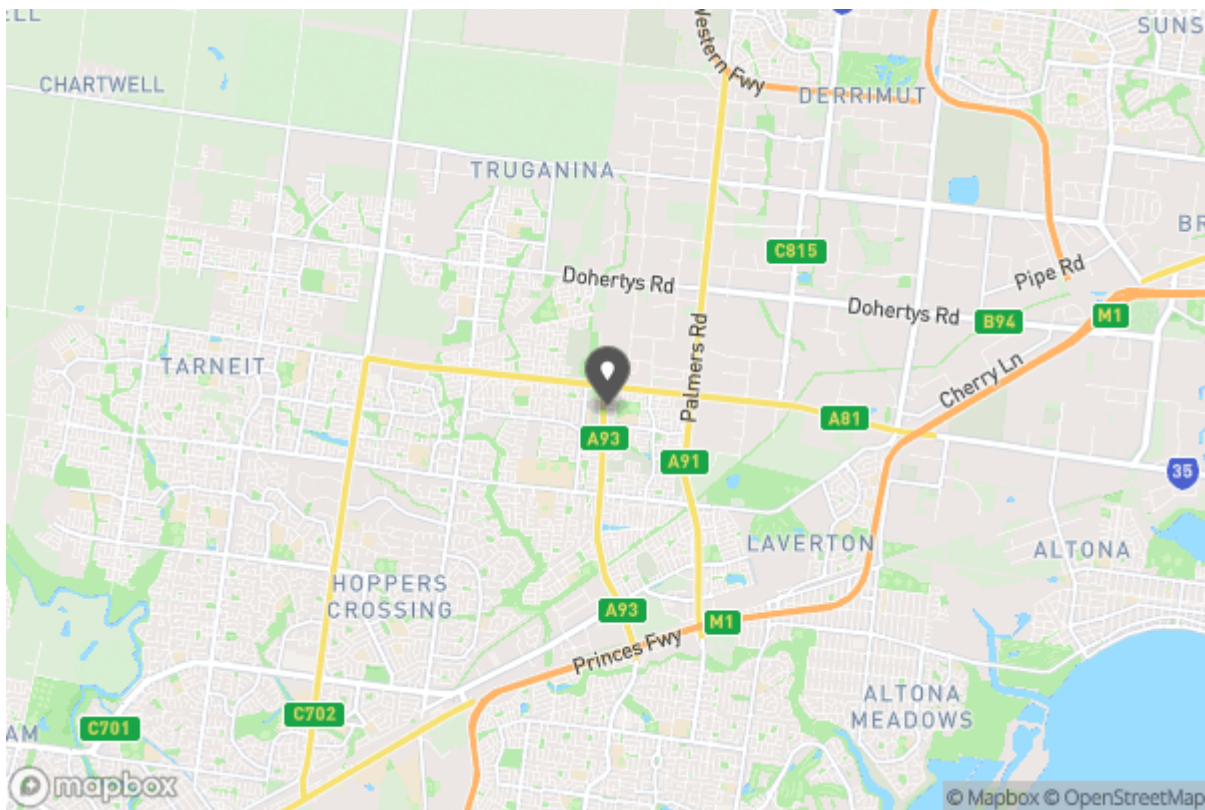 ELL
Western Fwy
SUNS
CHARTWELL
DERRIMUT
TRUGANINA
BR
C815
Dohertys Rd
Pipe Rd
Dohertys Rd
B94
M1
Palmers Rd
TARNEIT
Cherry Ln
A81
A93
A91
35
LAVERTON
ALTONA
HOPPERS
CROSSING
A93
M1
Princes Fwy
ALTONA
MEADOWS
C702
C701
AM
mapbox
© Mapbox © OpenStreetMap